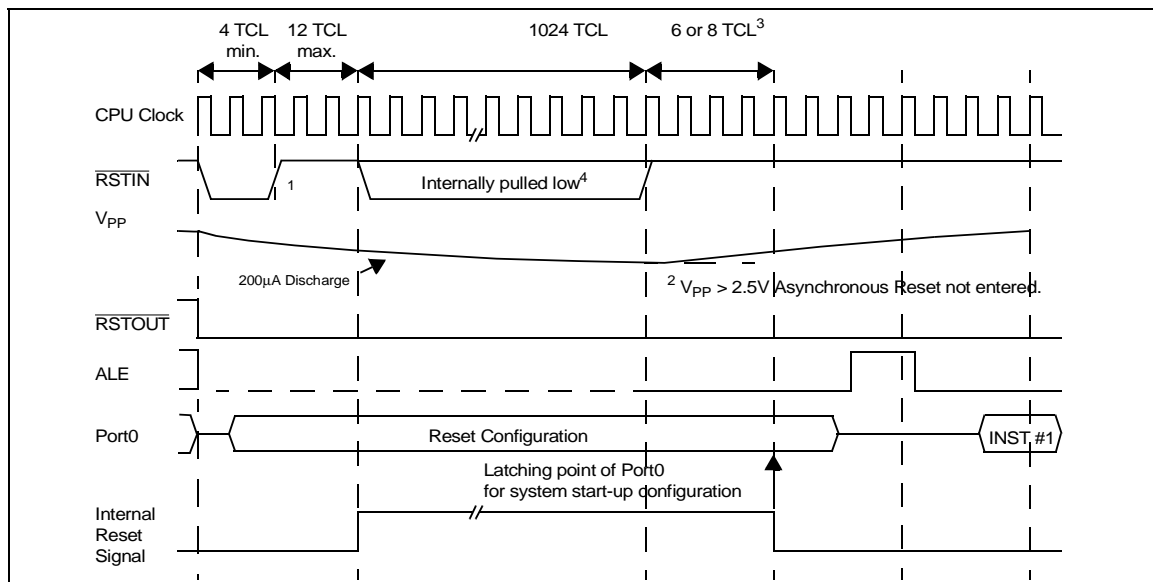 4 TCL 12 TCL 1024 TCL 6 or 8 TCL3
min. max.
CPU Clock
//
RSTIN
1
Internally pulled low4
VPP
200µA Discharge
2 VPP > 2.5V Asynchronous Reset not entered.
RSTOUT
ALE
Port0
Reset Configuration
INST. #1
Latching point of Port0
for system start-up configuration
Internal
Reset
Signal
//